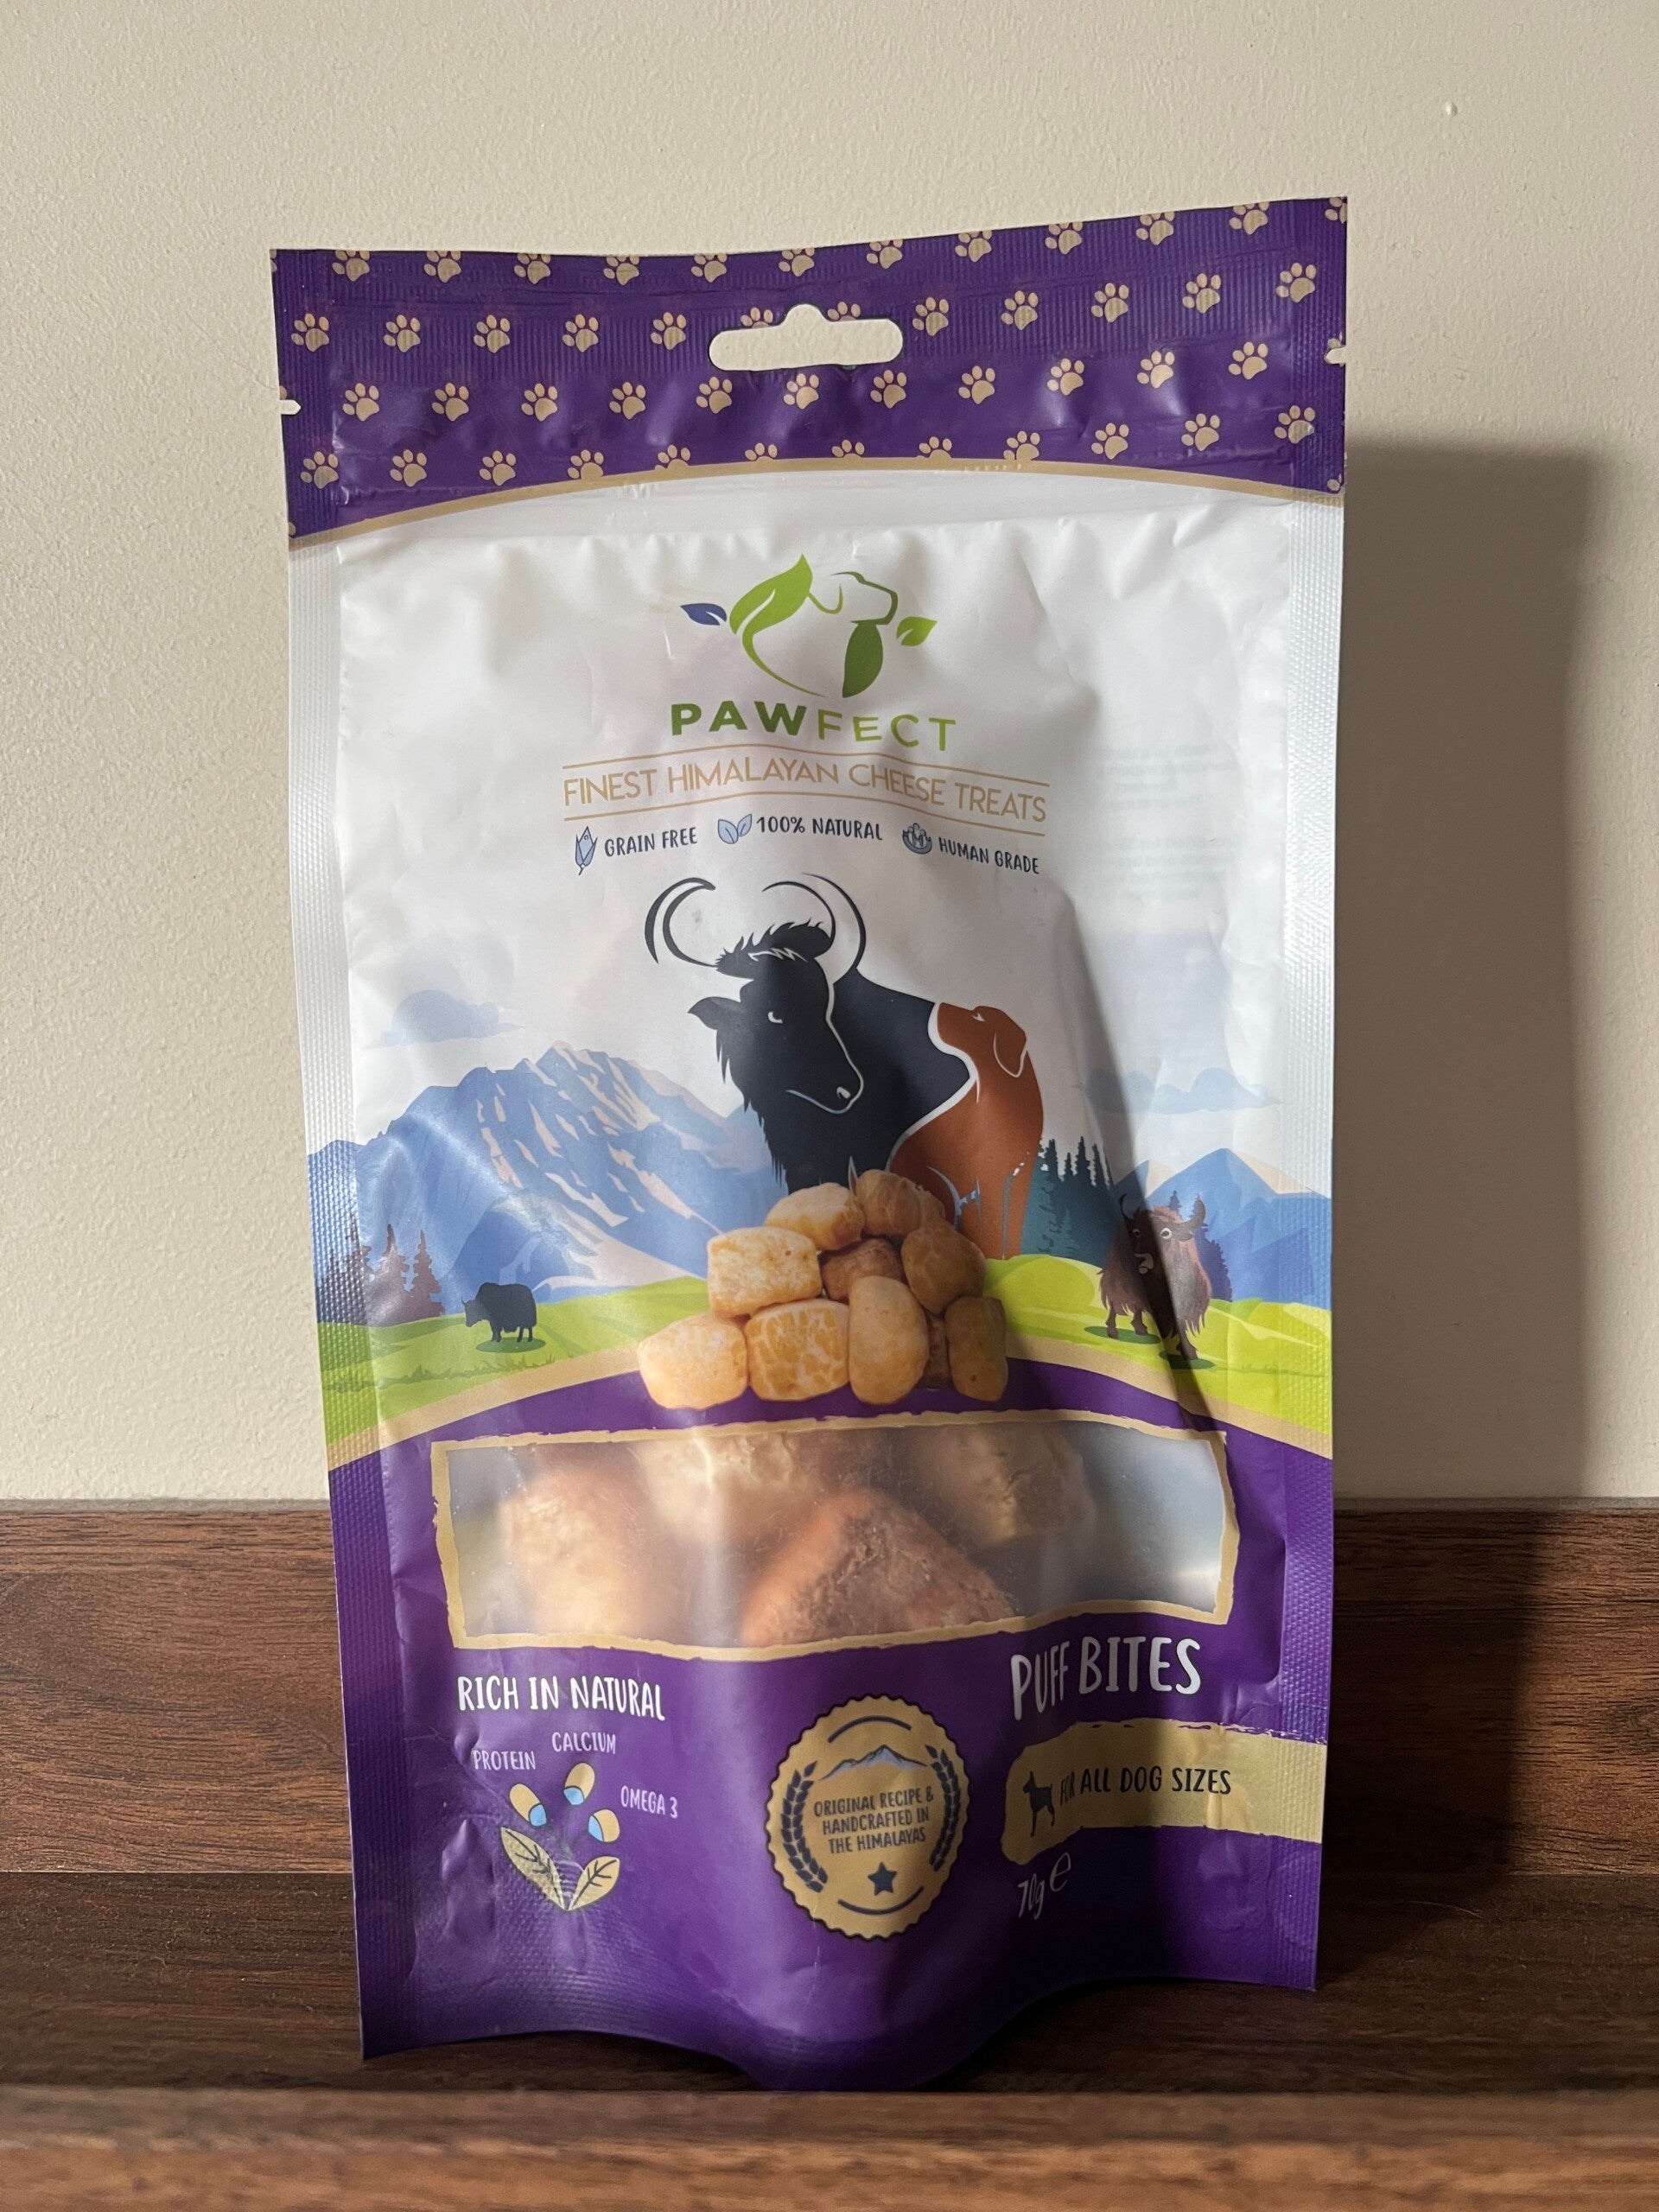 PAWFECT
FINEST HIMALAYAN CHEESE TREATS
GRAIN FREE
100% NATURAL
HUMAN GRADE
RICH IN NATURAL
PROTEIN
CALCIUM
OMEGA 3
ORIGINAL RECIPE &
HANDCRAFTED IN
THE HIMALAYAS
PUFF BITES
FOR ALL DOG SIZES
70g e